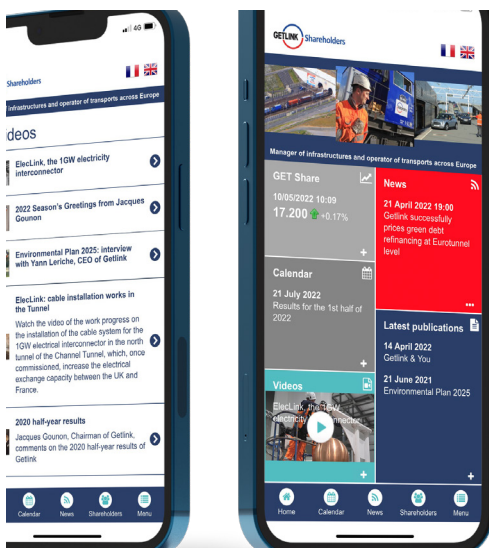 4G
Shareholders
infrastructures and operator of transports across Europe
ideos
ElecLink, the 1GW electricity
interconnector
2022 Season's Greetings from Jacques
Gounon
Environmental Plan 2025: interview
with Yann Leriche, CEO of Getlink
ElecLink: cable installation works in
the Tunnel
Watch the video of the work progress on
the installation of the cable system for the
1GW electrical interconnector in the north
tunnel of the Channel Tunnel, which, once
commissioned, increase the electrical
exchange capacity between the UK and
France.
2020 half-year results
Jacques Gounon, Chairman of Getlink,
comments on the 2020 half-year results of
Getlink
Calendar
News
Shareholders
Menu
GETLINK
Shareholders
Manager of infrastructures and operator of transports across Europe
GET Share
10/05/2022 10:09
17.200 +0.17%
+
News
21 April 2022 19:00
Getlink successfully
prices green debt
refinancing at Eurotunnel
level
...
Calendar
21 July 2022
Results for the 1st half of
2022
+
Latest publications
14 April 2022
Getlink & You
21 June 2021
Environmental Plan 2025
+
Videos
ElecLink, the 1GW
electricity interconnector
+
Home
Calendar
News
Shareholders
Menu